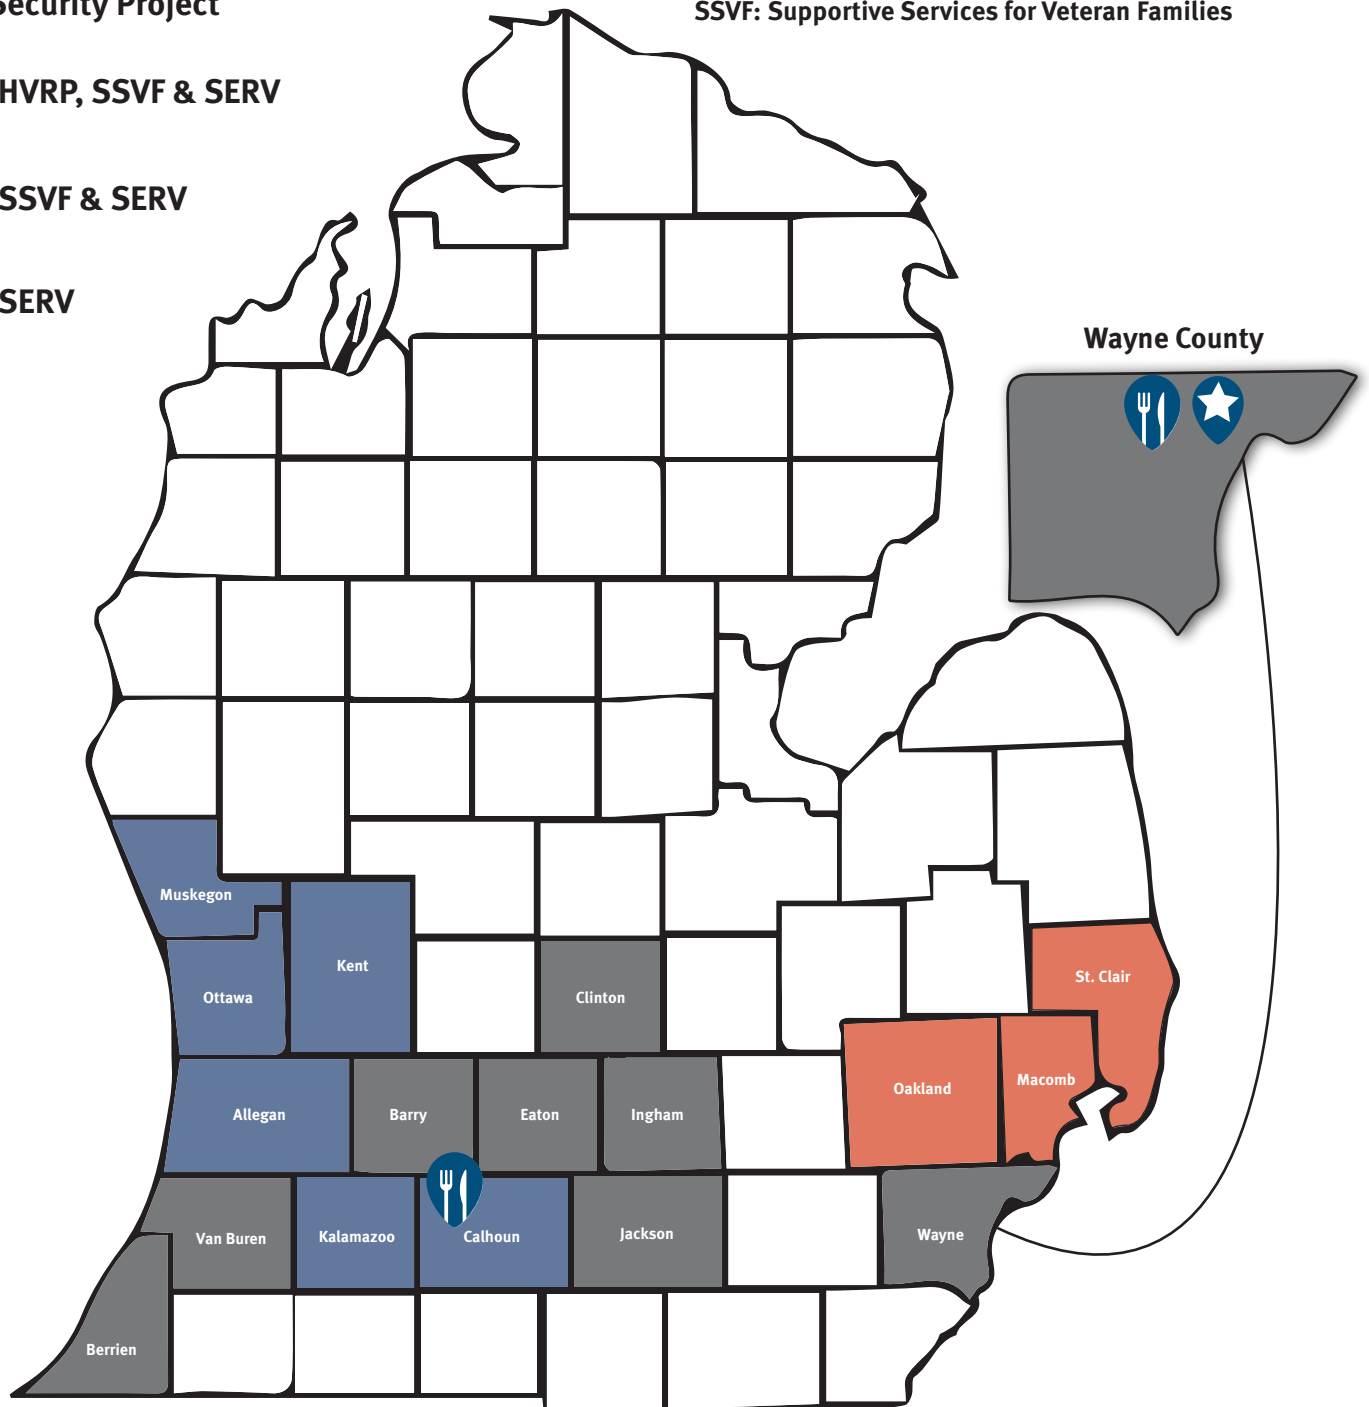 Security Project
SSVF: Supportive Services for Veteran Families
HVRP, SSVF & SERV
SSVF & SERV
SERV
Wayne County
Muskegon
Kent
Ottawa
Clinton
St. Clair
Allegan
Barry
Eaton
Ingham
Oakland
Macomb
Van Buren
Kalamazoo
Calhoun
Jackson
Wayne
Berrien